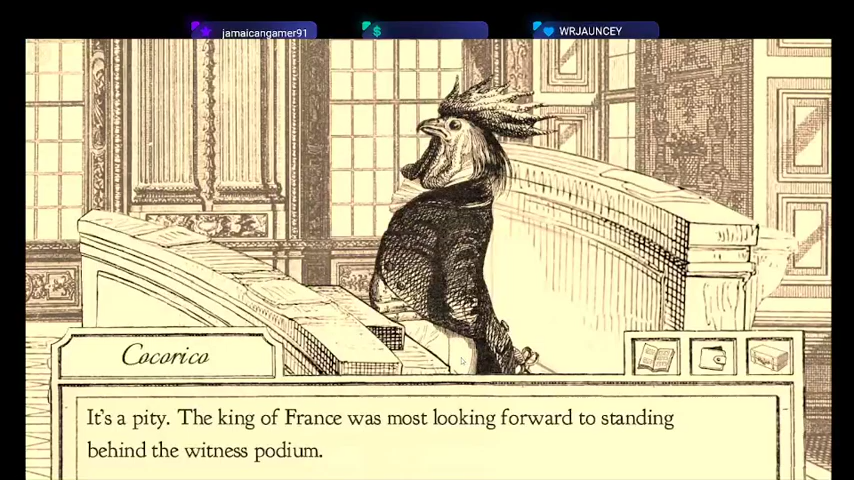 jamaicangamer91
$
WRJAUNCEY
Cocorico
It's a pity. The king of France was most looking forward to standing
behind the witness podium.